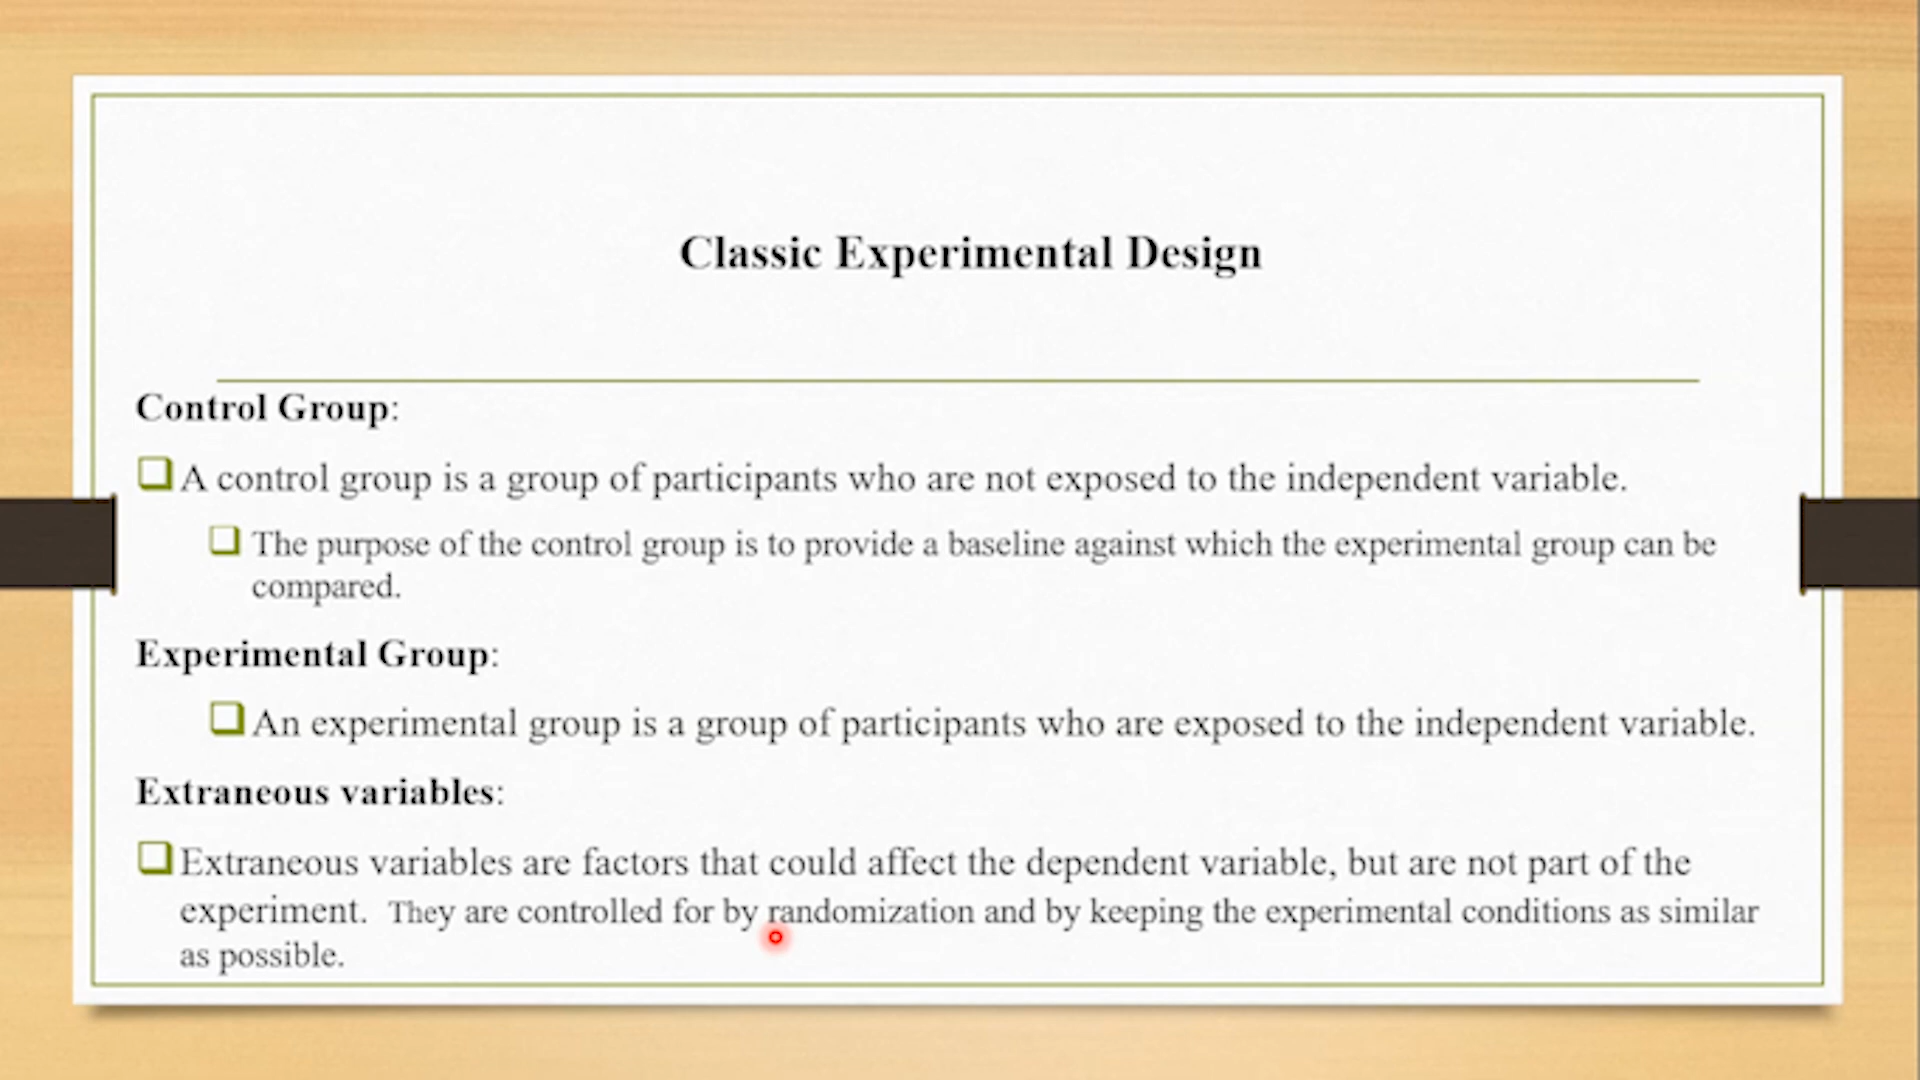 Classic Experimental Design
Control Group:
A control group is a group of participants who are not exposed to the independent variable.
The purpose of the control group is to provide a baseline against which the experimental group can be
compared.
Experimental Group:
An experimental group is a group of participants who are exposed to the independent variable.
Extraneous variables:
Extraneous variables are factors that could affect the dependent variable, but are not part of the
experiment. They are controlled for by randomization and by keeping the experimental conditions as similar
as possible.